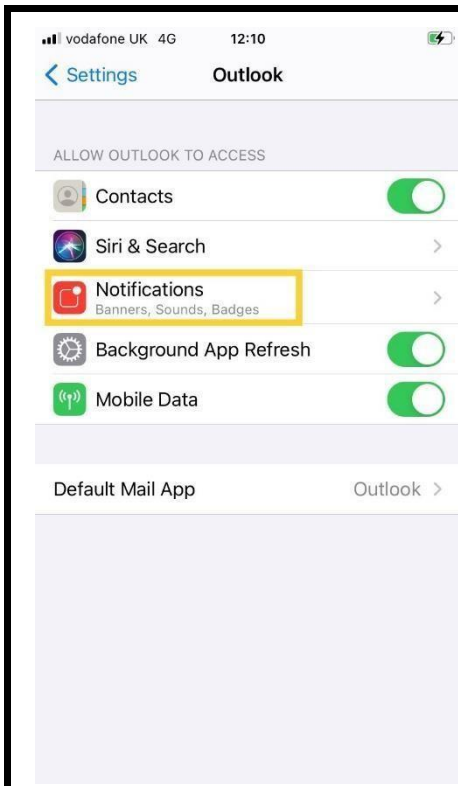 vodafone UK 4G 12:10
Settings Outlook
ALLOW OUTLOOK TO ACCESS
Contacts
Siri & Search
Notifications
Banners, Sounds, Badges
Background App Refresh
Mobile Data
Default Mail App Outlook